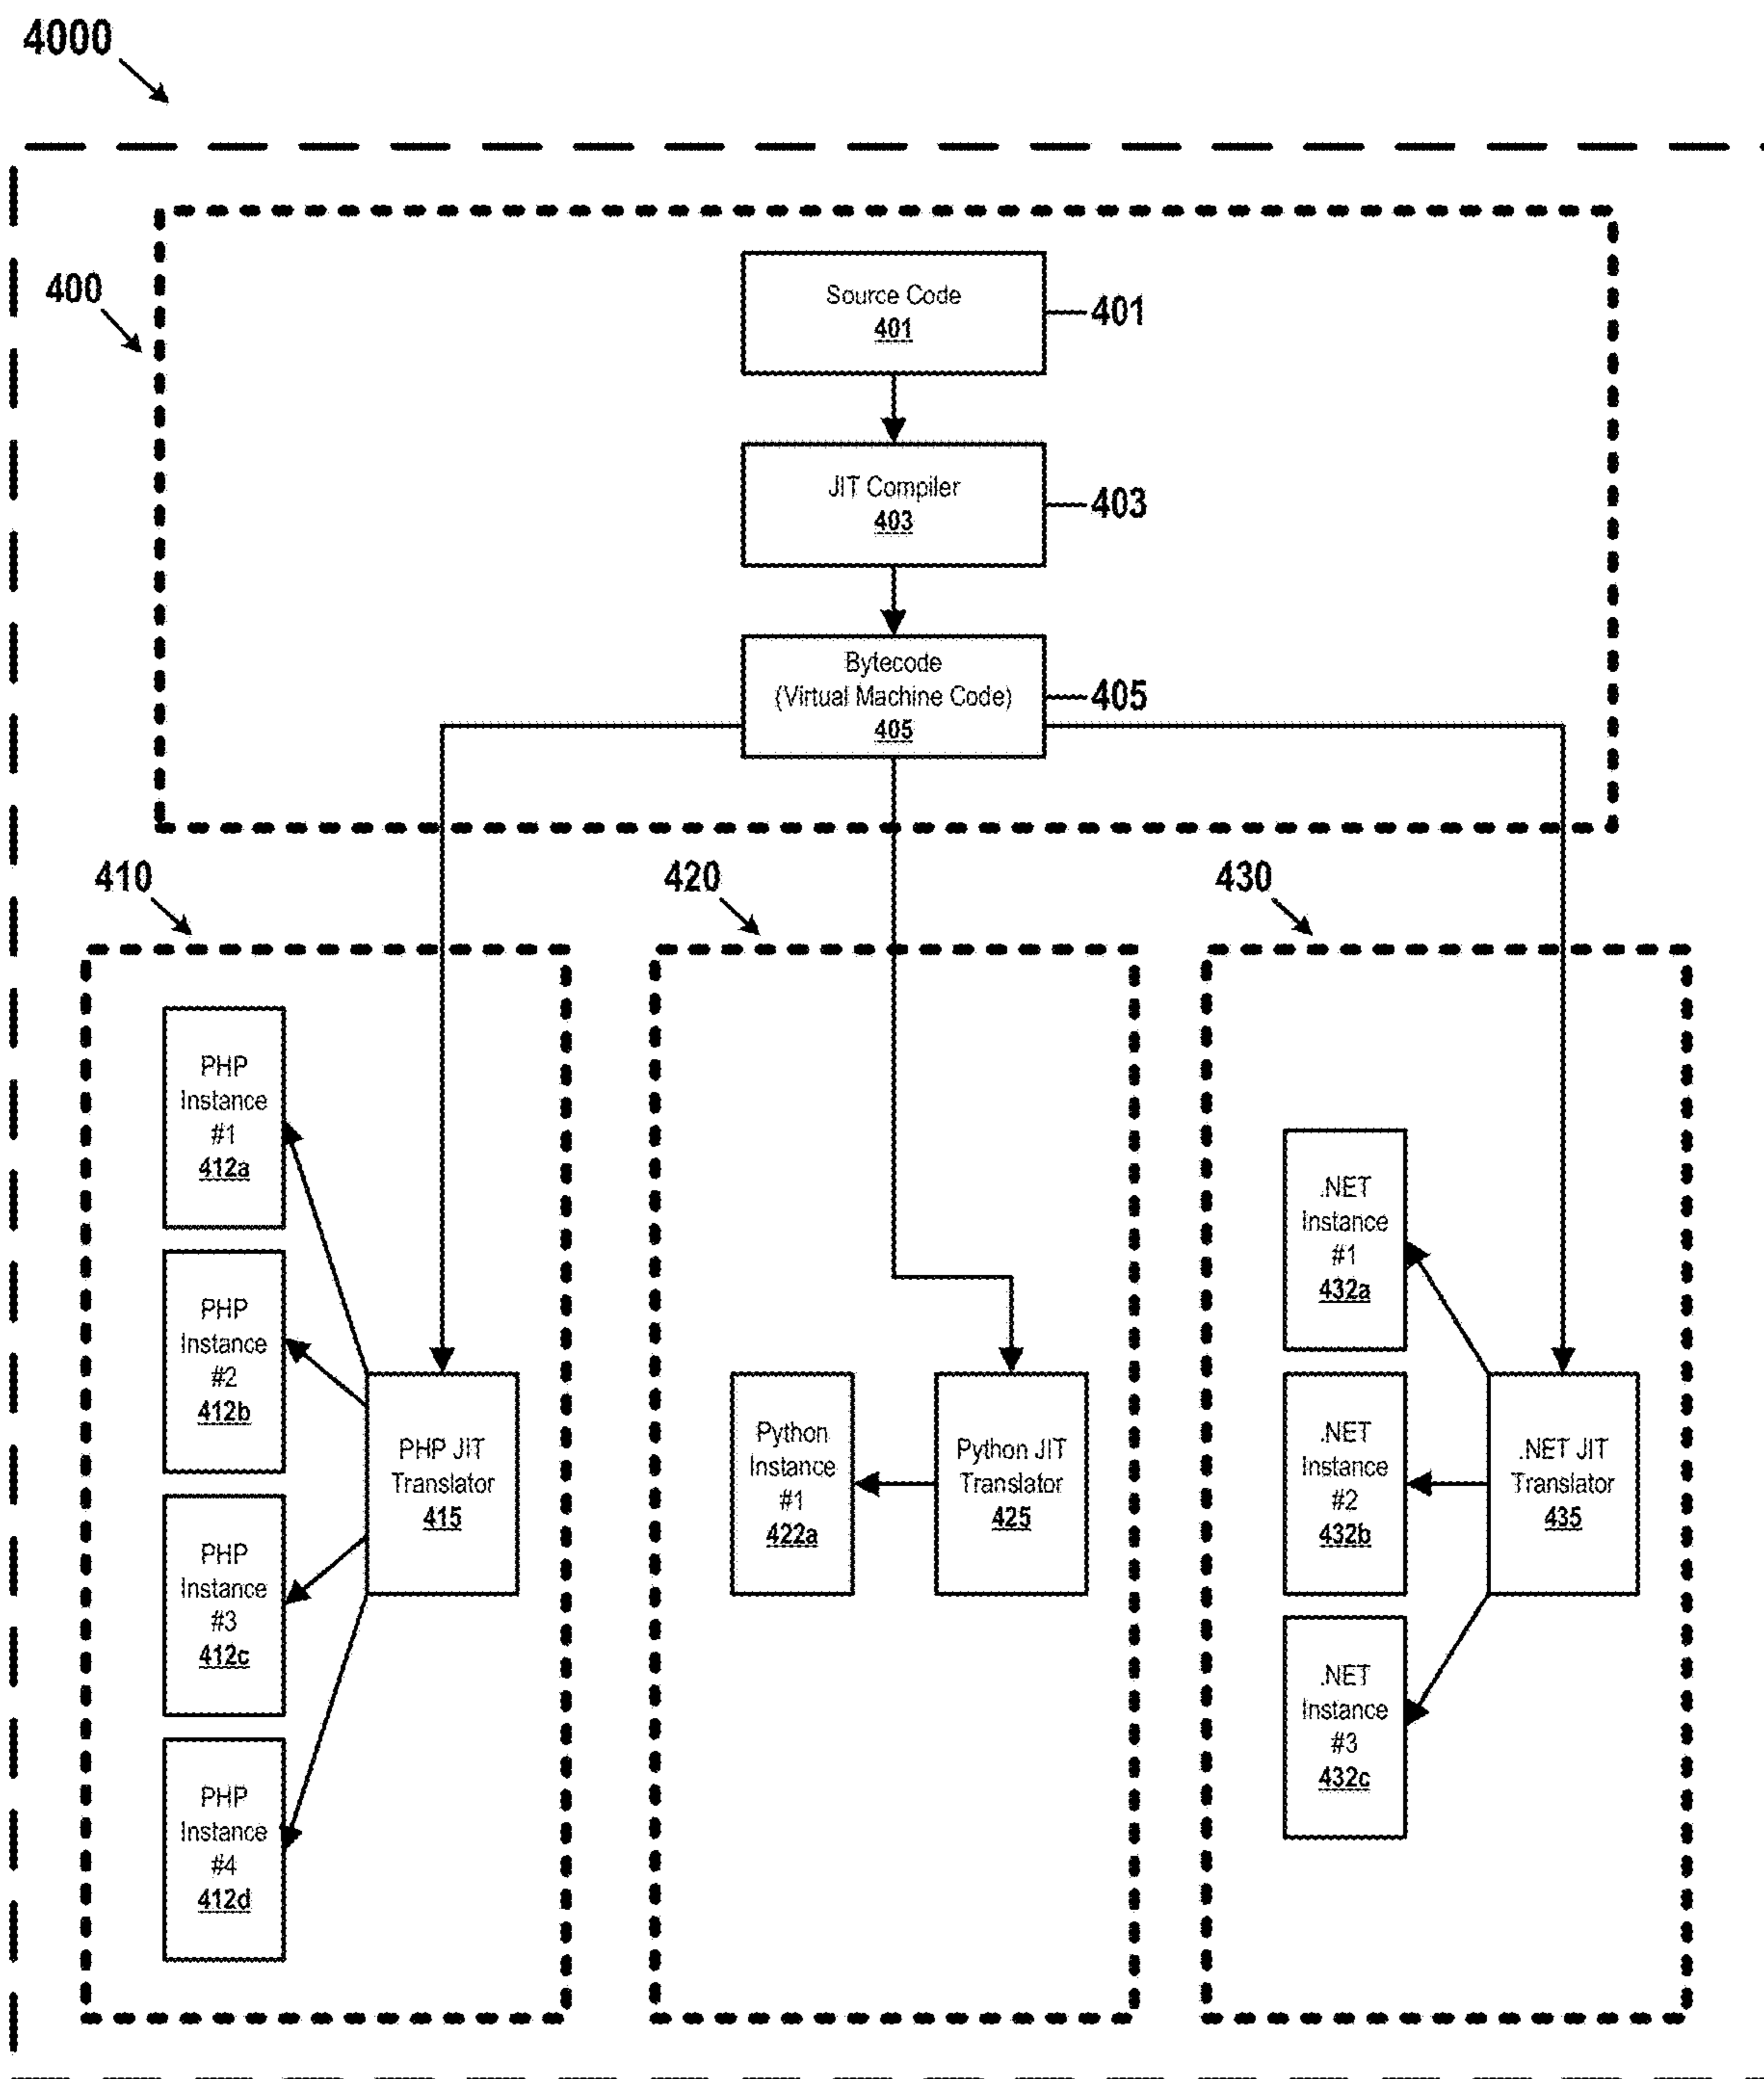 4000
400
Source Code
401
401
JIT Compiler
403
403
Bytecode
(Virtual Machine Code)
405
405
410
420
430
PHP
Instance
#1
412a
PHP
Instance
#2
412b
PHP
Instance
#3
412c
PHP
Instance
#4
412d
PHP JIT
Translator
415
Python
Instance
#1
422a
Python JIT
Translator
425
.NET
Instance
#1
432a
.NET
Instance
#2
432b
.NET
Instance
#3
432c
.NET JIT
Translator
435